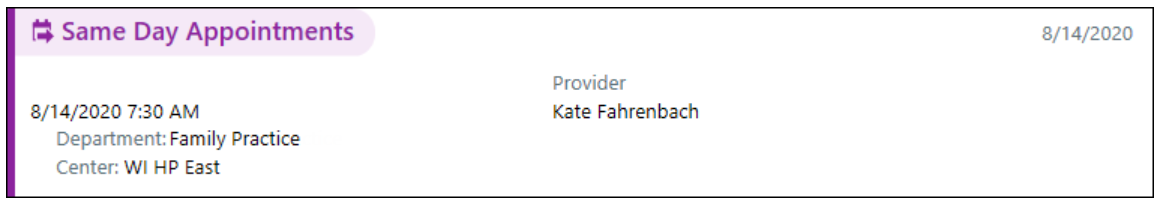 Same Day Appointments 8/14/2020
Provider
8/14/2020 7:30 AM Kate Fahrenbach
Department: Family Practice
Center: WI HP East